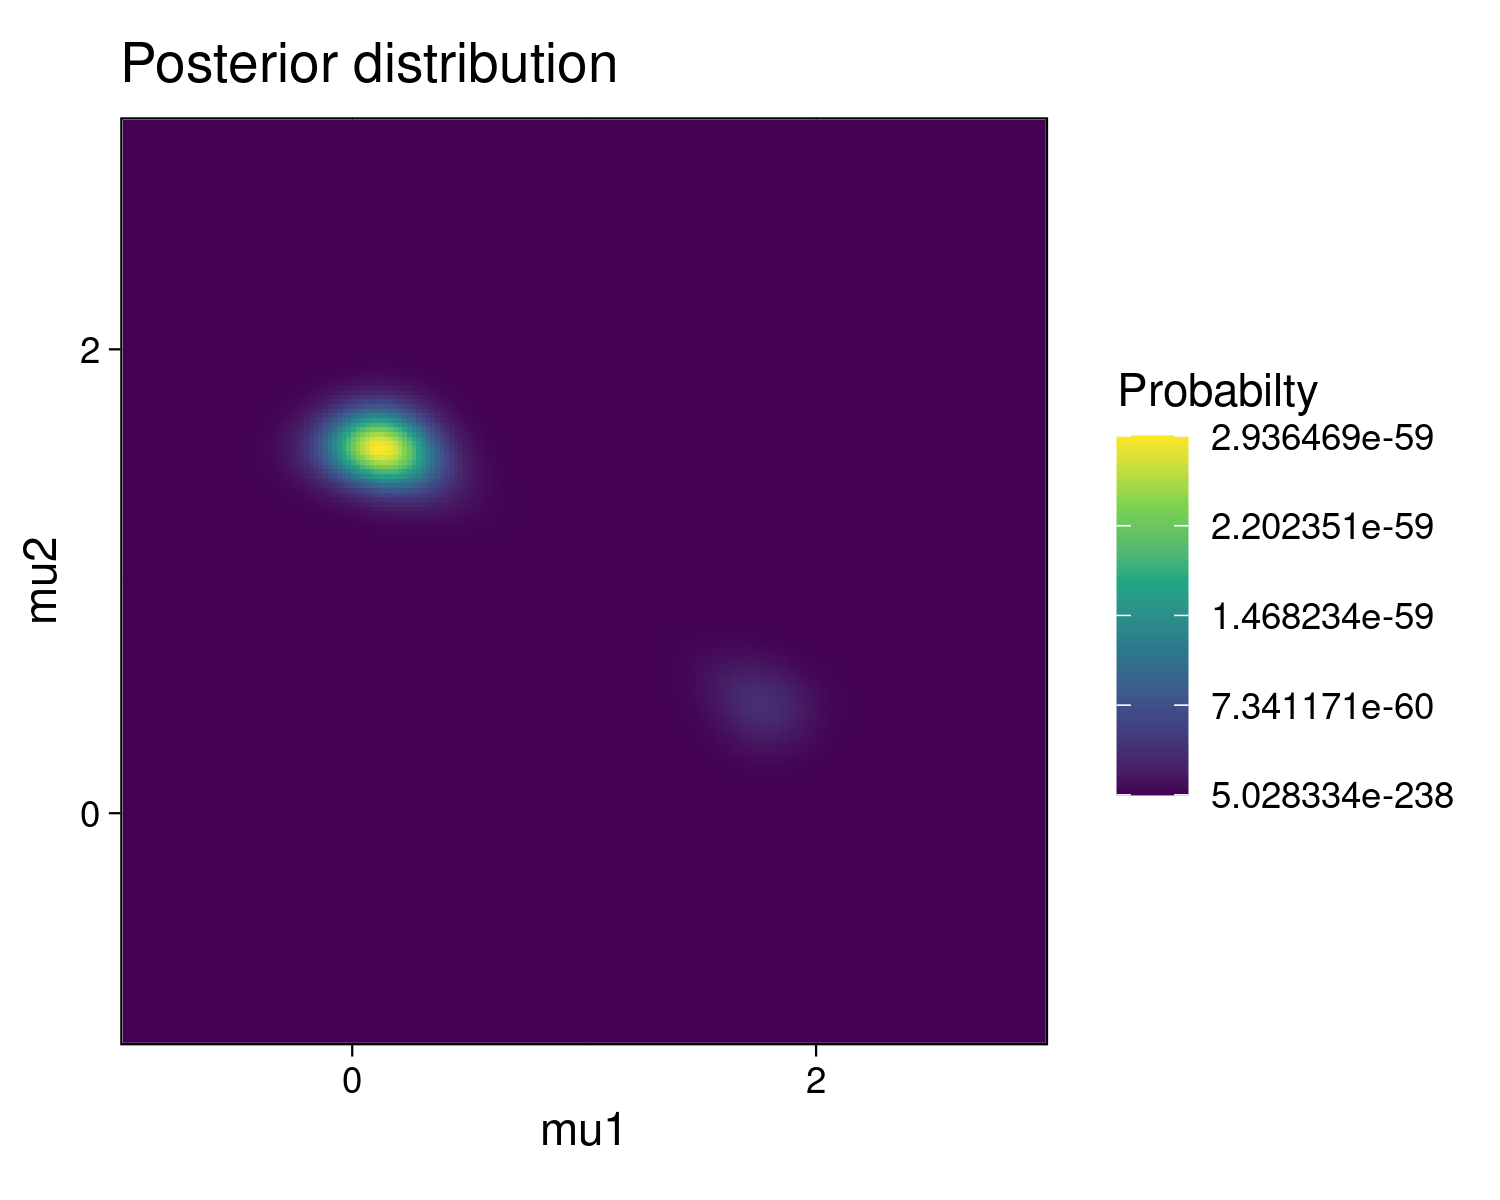 Posterior distribution
mu2
2
0
0
2
mu1
Probabilty
2.936469e-59
2.202351e-59
1.468234e-59
7.341171e-60
5.028334e-238